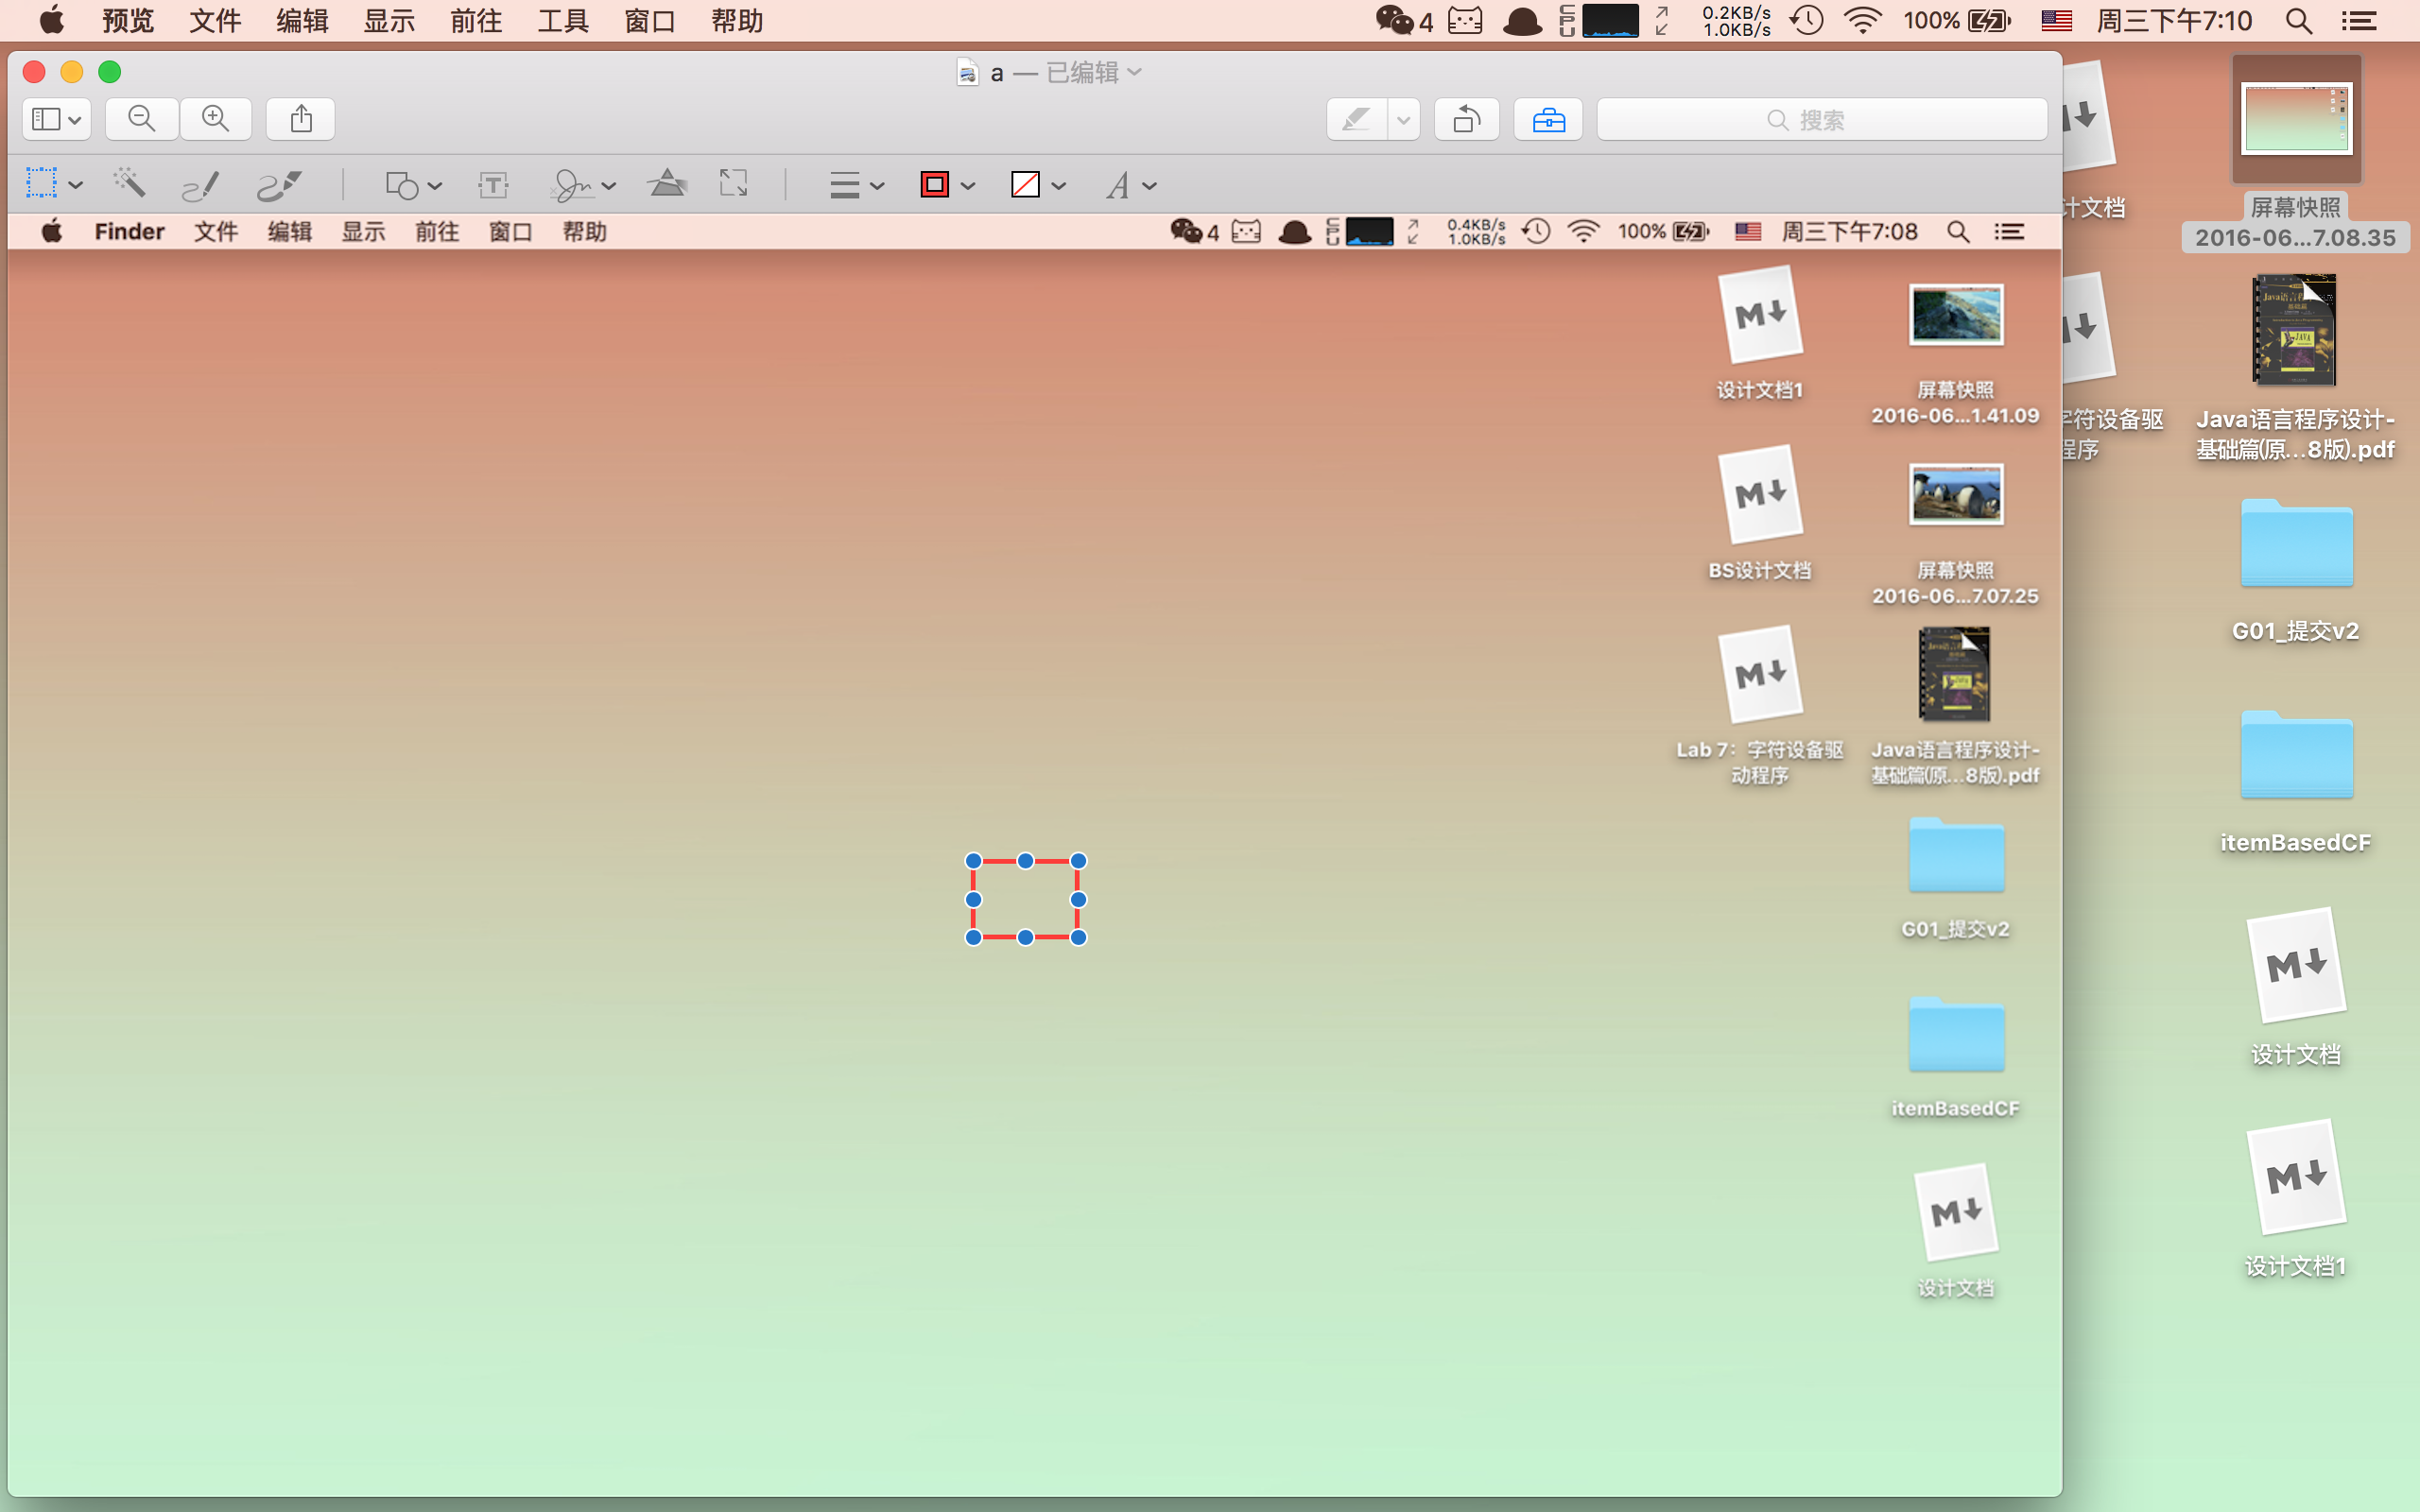 预览 文件 编辑 显示 前往 工具 窗口 帮助 4 CPU 0.2KB/s 1.0KB/s 100% 周三下午7:10
a — 已编辑
搜索
T A
Finder 文件 编辑 显示 前往 窗口 帮助 4 CPU 0.4KB/s 1.0KB/s 100% 周三下午7:08
M
设计文档1
屏幕快照
2016-06...1.41.09
M
BS设计文档
屏幕快照
2016-06...7.07.25
M
Lab 7：字符设备驱
动程序
Java语言程序设计-
基础篇(原...8版).pdf
G01_提交v2
itemBasedCF
M
设计文档
计文档
字符设备驱
程序
屏幕快照
2016-06...7.08.35
Java语言程序设计-
基础篇(原...8版).pdf
G01_提交v2
itemBasedCF
M
设计文档
M
设计文档1